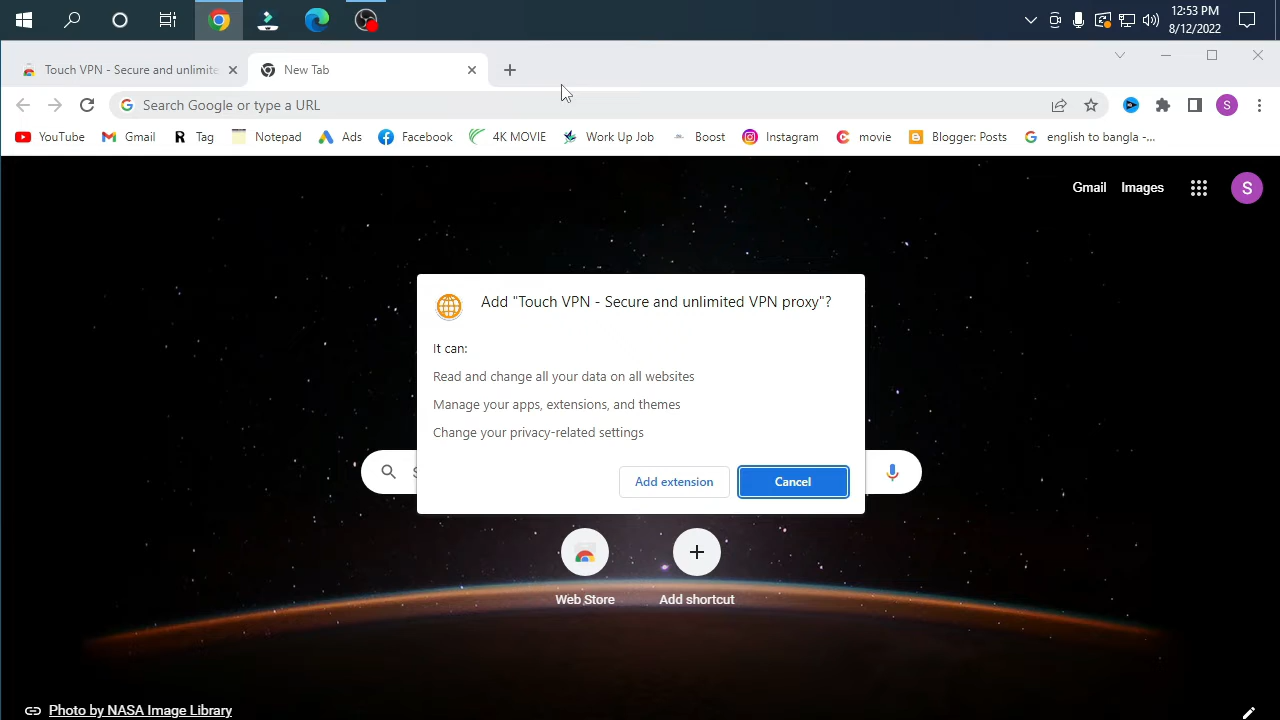 12:53 PM
8/12/2022
Touch VPN - Secure and unlimite
New Tab
Search Google or type a URL
S
YouTube
Gmail
Tag
Notepad
Ads
Facebook
4K MOVIE
Work Up Job
Boost
Instagram
movie
Blogger: Posts
english to bangla -...
Gmail
Images
S
Add "Touch VPN - Secure and unlimited VPN proxy"?
It can:
Read and change all your data on all websites
Manage your apps, extensions, and themes
Change your privacy-related settings
Add extension
Cancel
Web Store
Add shortcut
Photo by NASA Image Library